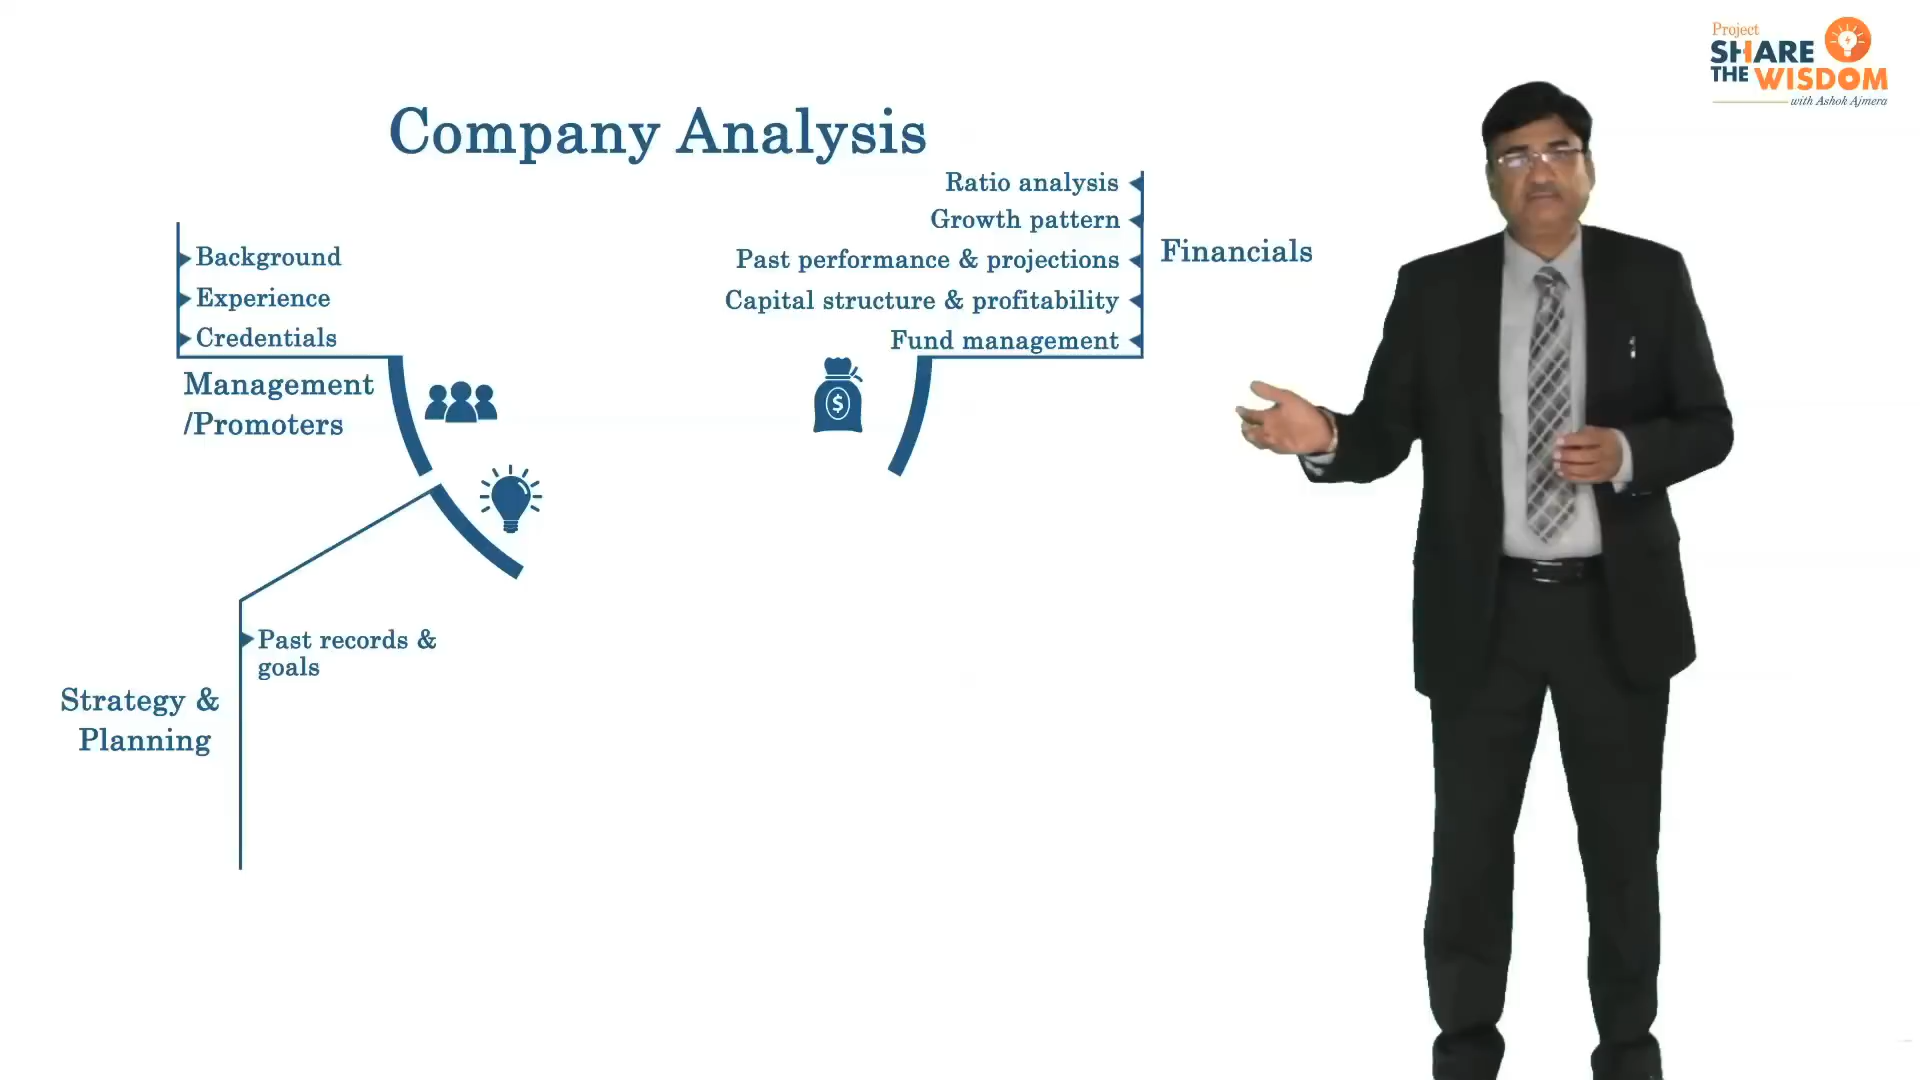 Project
SHARE
THE WISDOM
with Ashok Ajmera
Company Analysis
Background
Experience
Credentials
Management
/Promoters
Ratio analysis
Growth pattern
Past performance & projections
Capital structure & profitability
Fund management
Financials
$
Past records &
goals
Strategy &
Planning